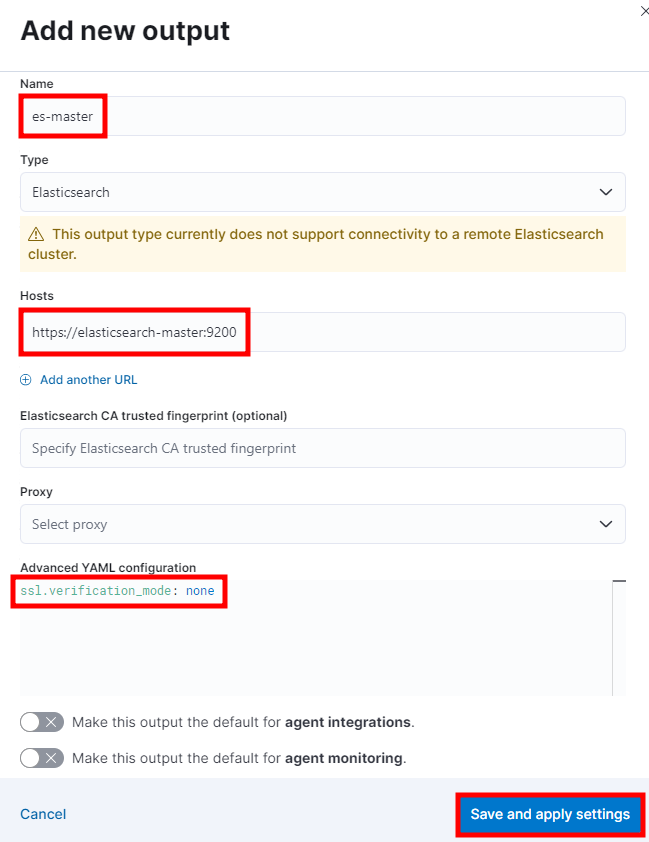 Add new output
Name
es-master
Type
Elasticsearch
This output type currently does not support connectivity to a remote Elasticsearch
cluster.
Hosts
https://elasticsearch-master:9200
Add another URL
Elasticsearch CA trusted fingerprint (optional)
Specify Elasticsearch CA trusted fingerprint
Proxy
Select proxy
Advanced YAML configuration
ssl.verification_mode: none
Make this output the default for agent integrations.
Make this output the default for agent monitoring.
Cancel
Save and apply settings